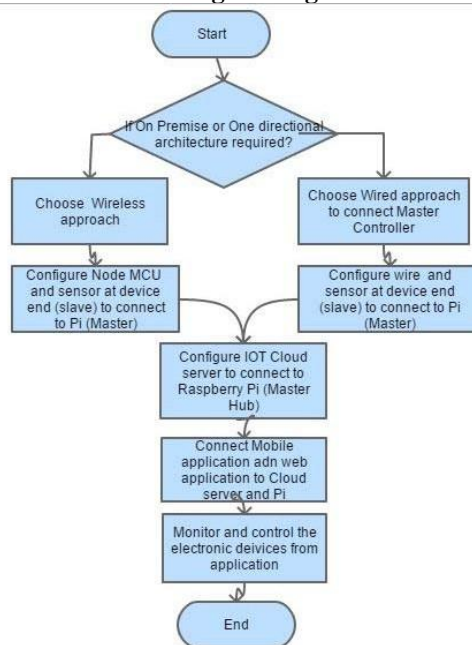 Start
If On Premise or One directional
architecture required?
Choose Wireless
approach
Choose Wired approach
to connect Master
Controller
Configure Node MCU
and sensor at device
end (slave) to connect
to Pi (Master)
Configure wire and
sensor at device end
(slave) to connect to Pi
(Master)
Configure IOT Cloud
server to connect to
Raspberry Pi (Master
Hub)
Connect Mobile
application adn web
application to Cloud
server and Pi
Monitor and control the
electronic deivices from
application
End